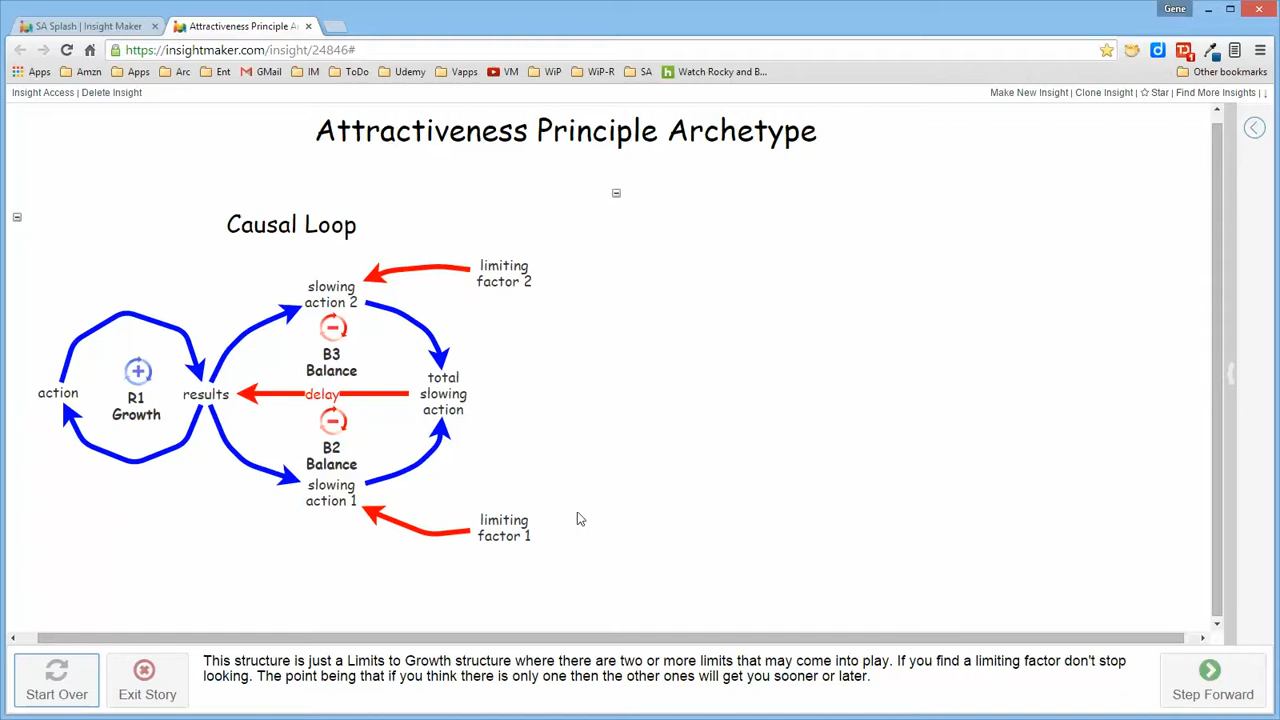 Gene
SA Splash | Insight Maker
Attractiveness Principle A
https://insightmaker.com/insight/24846#
Apps
Amzn
Apps
Arc
Ent
GMail
IM
ToDo
Udemy
Vapps
VM
WiP
WiP-R
SA
Watch Rocky and B...
Other bookmarks
Insight Access | Delete Insight
Make New Insight | Clone Insight | Star | Find More Insights |
Attractiveness Principle Archetype
Causal Loop
limiting
factor 2
slowing
action 2
B3
Balance
action
R1
Growth
results
delay
total
slowing
action
B2
Balance
slowing
action 1
limiting
factor 1
Start Over
Exit Story
This structure is just a Limits to Growth structure where there are two or more limits that may come into play. If you find a limiting factor don't stop
looking. The point being that if you think there is only one then the other ones will get you sooner or later.
Step Forward